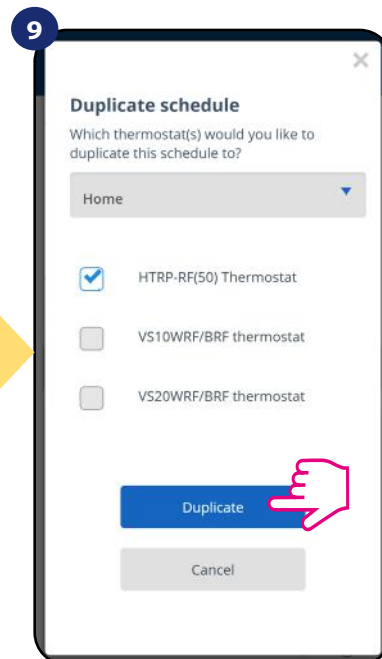 9
Duplicate schedule
Which thermostat(s) would you like to
duplicate this schedule to?
Home
HTRP-RF(50) Thermostat
VS10WRF/BRF thermostat
VS20WRF/BRF thermostat
Duplicate
Cancel